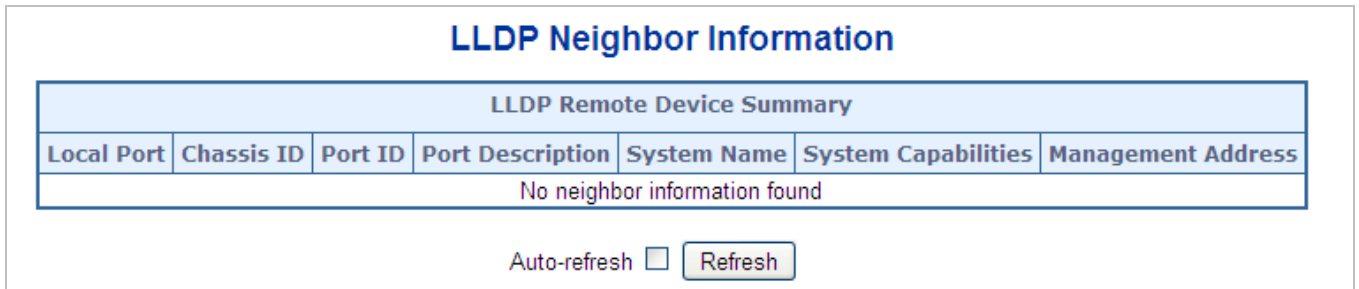 LLDP Neighbor Information
LLDP Remote Device Summary
Local Port Chassis ID Port ID Port Description System Name System Capabilities Management Address
No neighbor information found
Auto-refresh Refresh